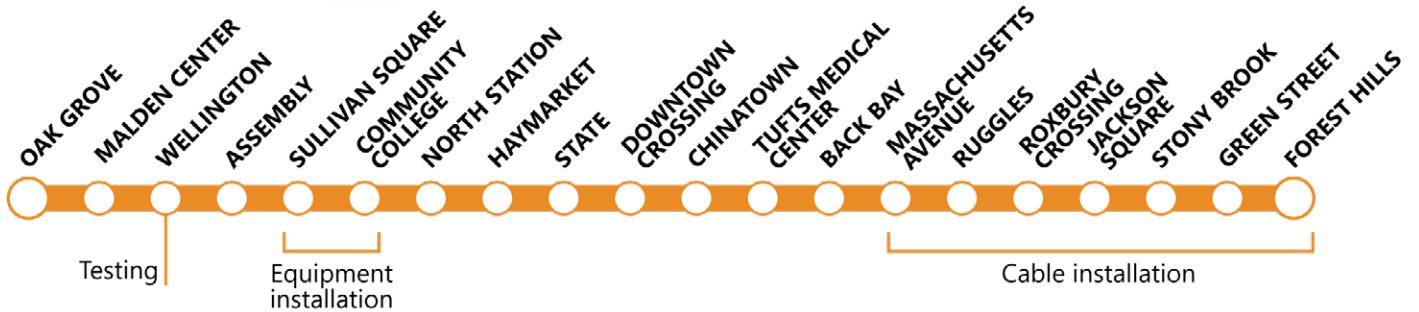 OAK GROVE
MALDEN CENTER
WELLINGTON
ASSEMBLY
SULLIVAN SQUARE
COMMUNITY
COLLEGE
NORTH STATION
HAYMARKET
STATE
DOWNTOWN
CROSSING
CHINATOWN
TUFTS MEDICAL
CENTER
BACK BAY
MASSACHUSETTS
AVENUE
RUGGLES
ROXBURY
CROSSING
JACKSON
SQUARE
STONY BROOK
GREEN STREET
FOREST HILLS
Testing
Equipment
installation
Cable installation